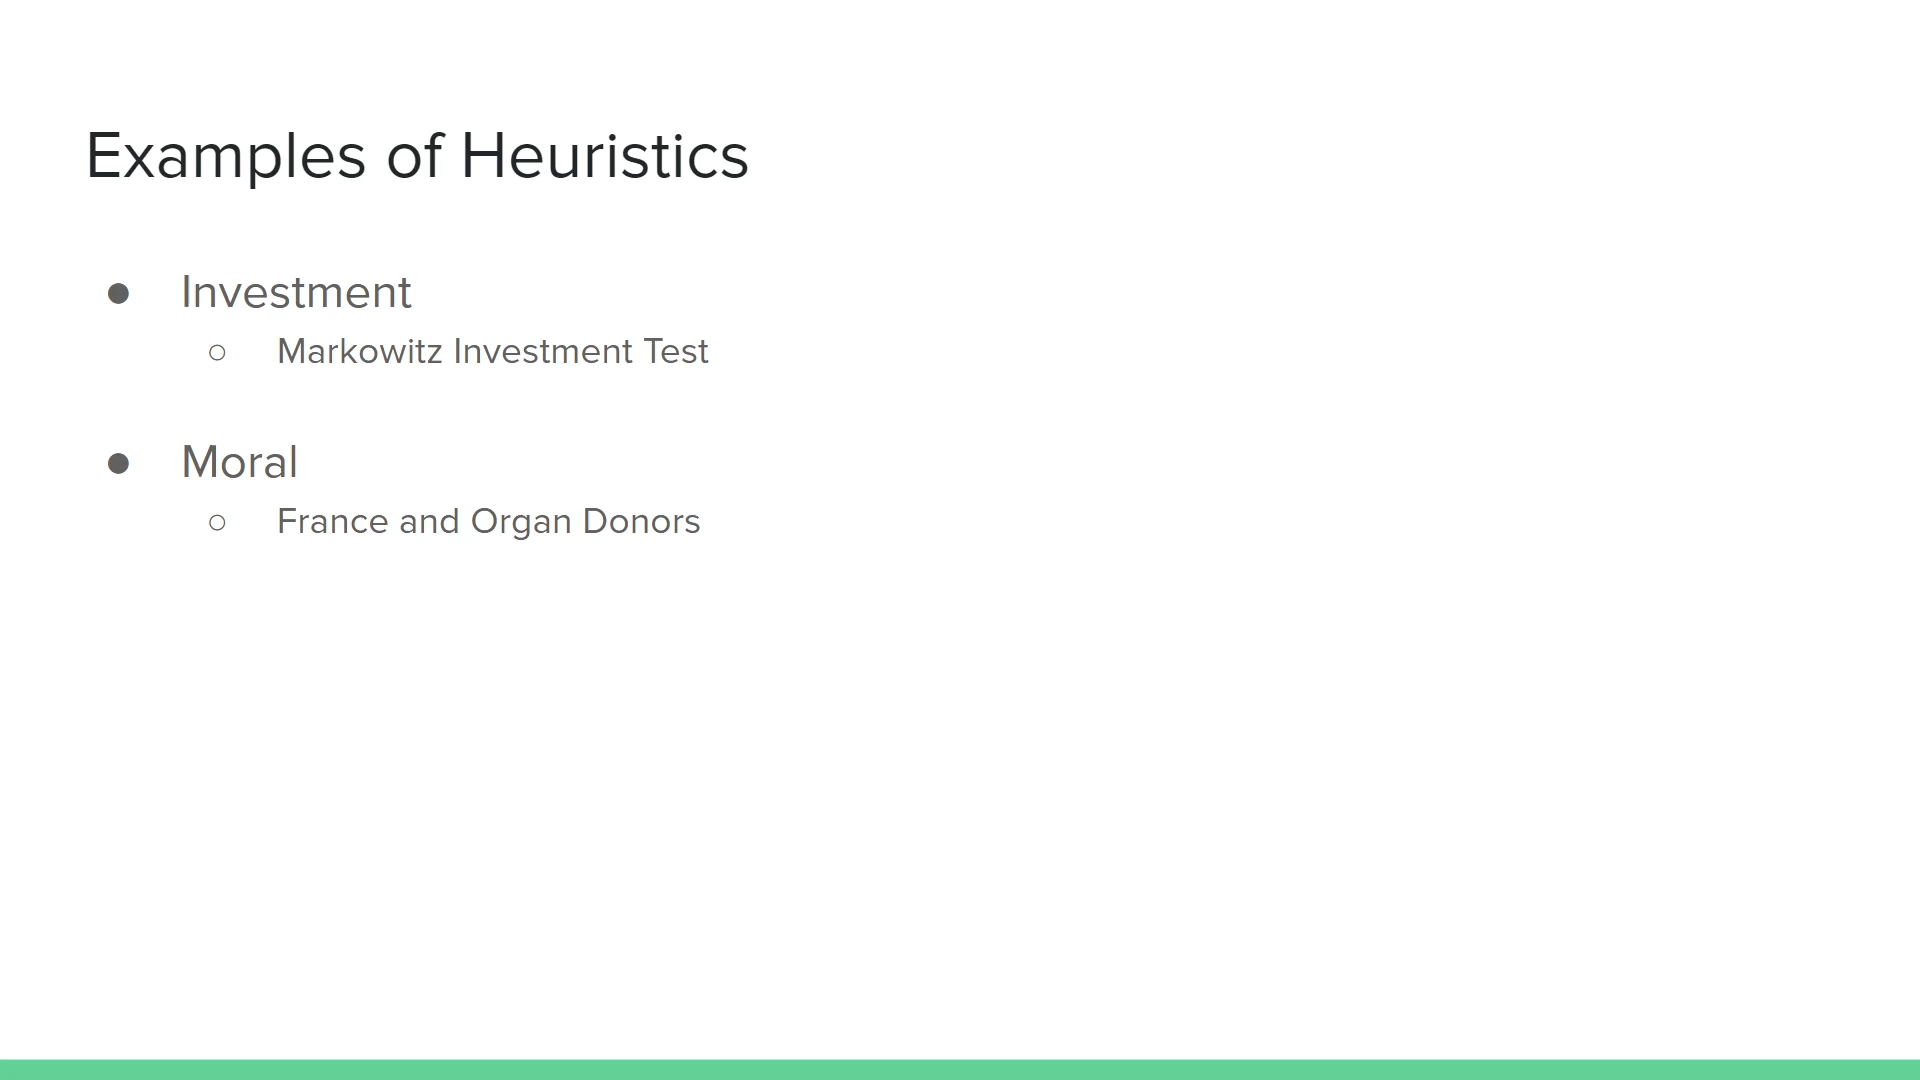 Examples of Heuristics
● Investment
○ Markowitz Investment Test
● Moral
○ France and Organ Donors